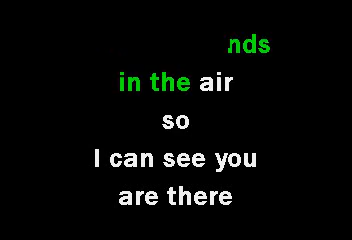 nds
in the air
so
I can see you
are there